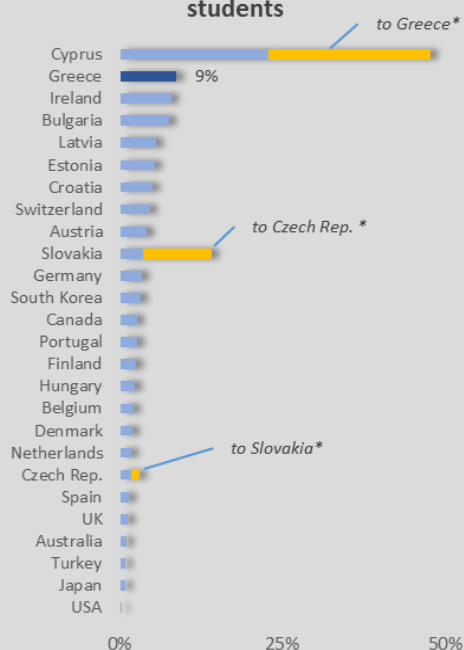 students
to Greece*
Cyprus
Greece 9%
Ireland
Bulgaria
Latvia
Estonia
Croatia
Switzerland
Austria
to Czech Rep. *
Slovakia
Germany
South Korea
Canada
Portugal
Finland
Hungary
Belgium
Denmark
Netherlands
to Slovakia*
Czech Rep.
Spain
UK
Australia
Turkey
Japan
USA
0% 25% 50%